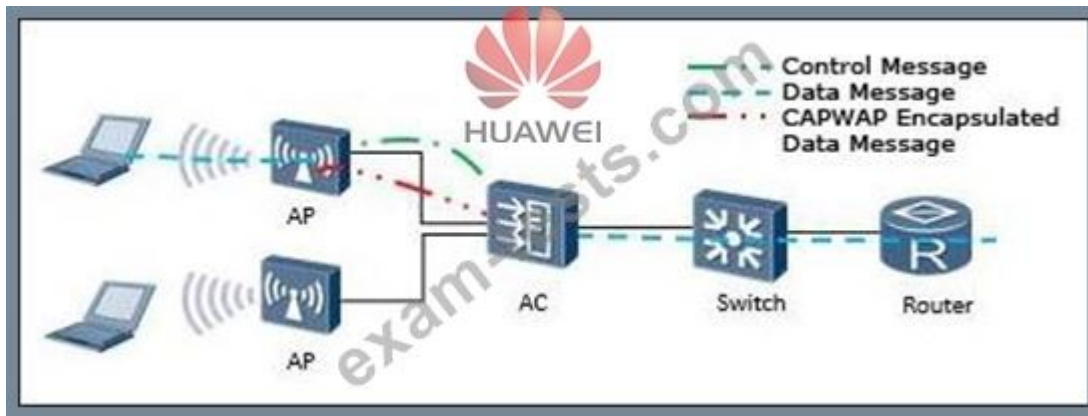 HUAWEI
Control Message
Data Message
CAPWAP Encapsulated
Data Message
AP
AC
Switch
Router
R
AP
exam-tests.com